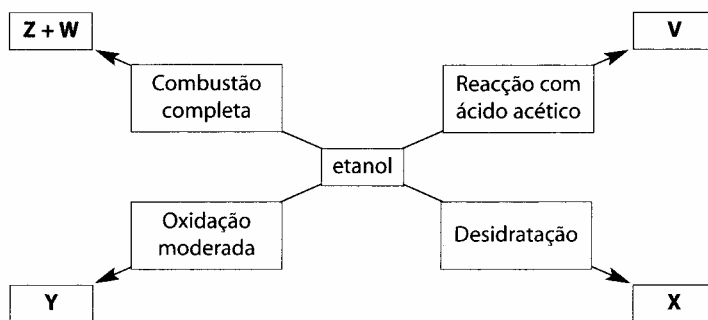 Z + W
V
Combustão
completa
Reacção com
ácido acético
etanol
Oxidação
moderada
Desidratação
Y
X